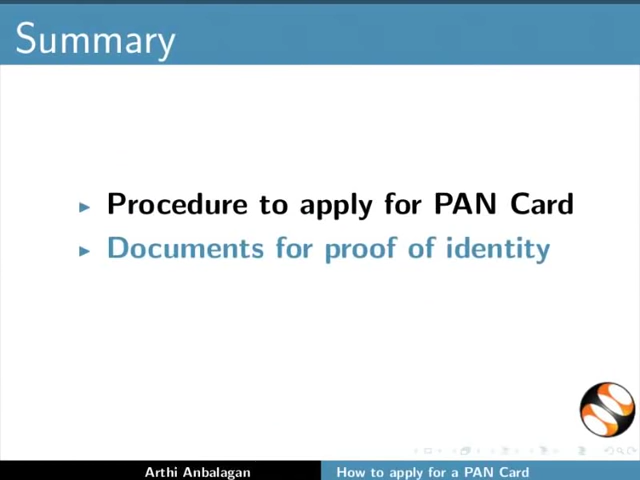 Summary
Procedure to apply for PAN Card
Documents for proof of identity
Arthi Anbalagan How to apply for a PAN Card